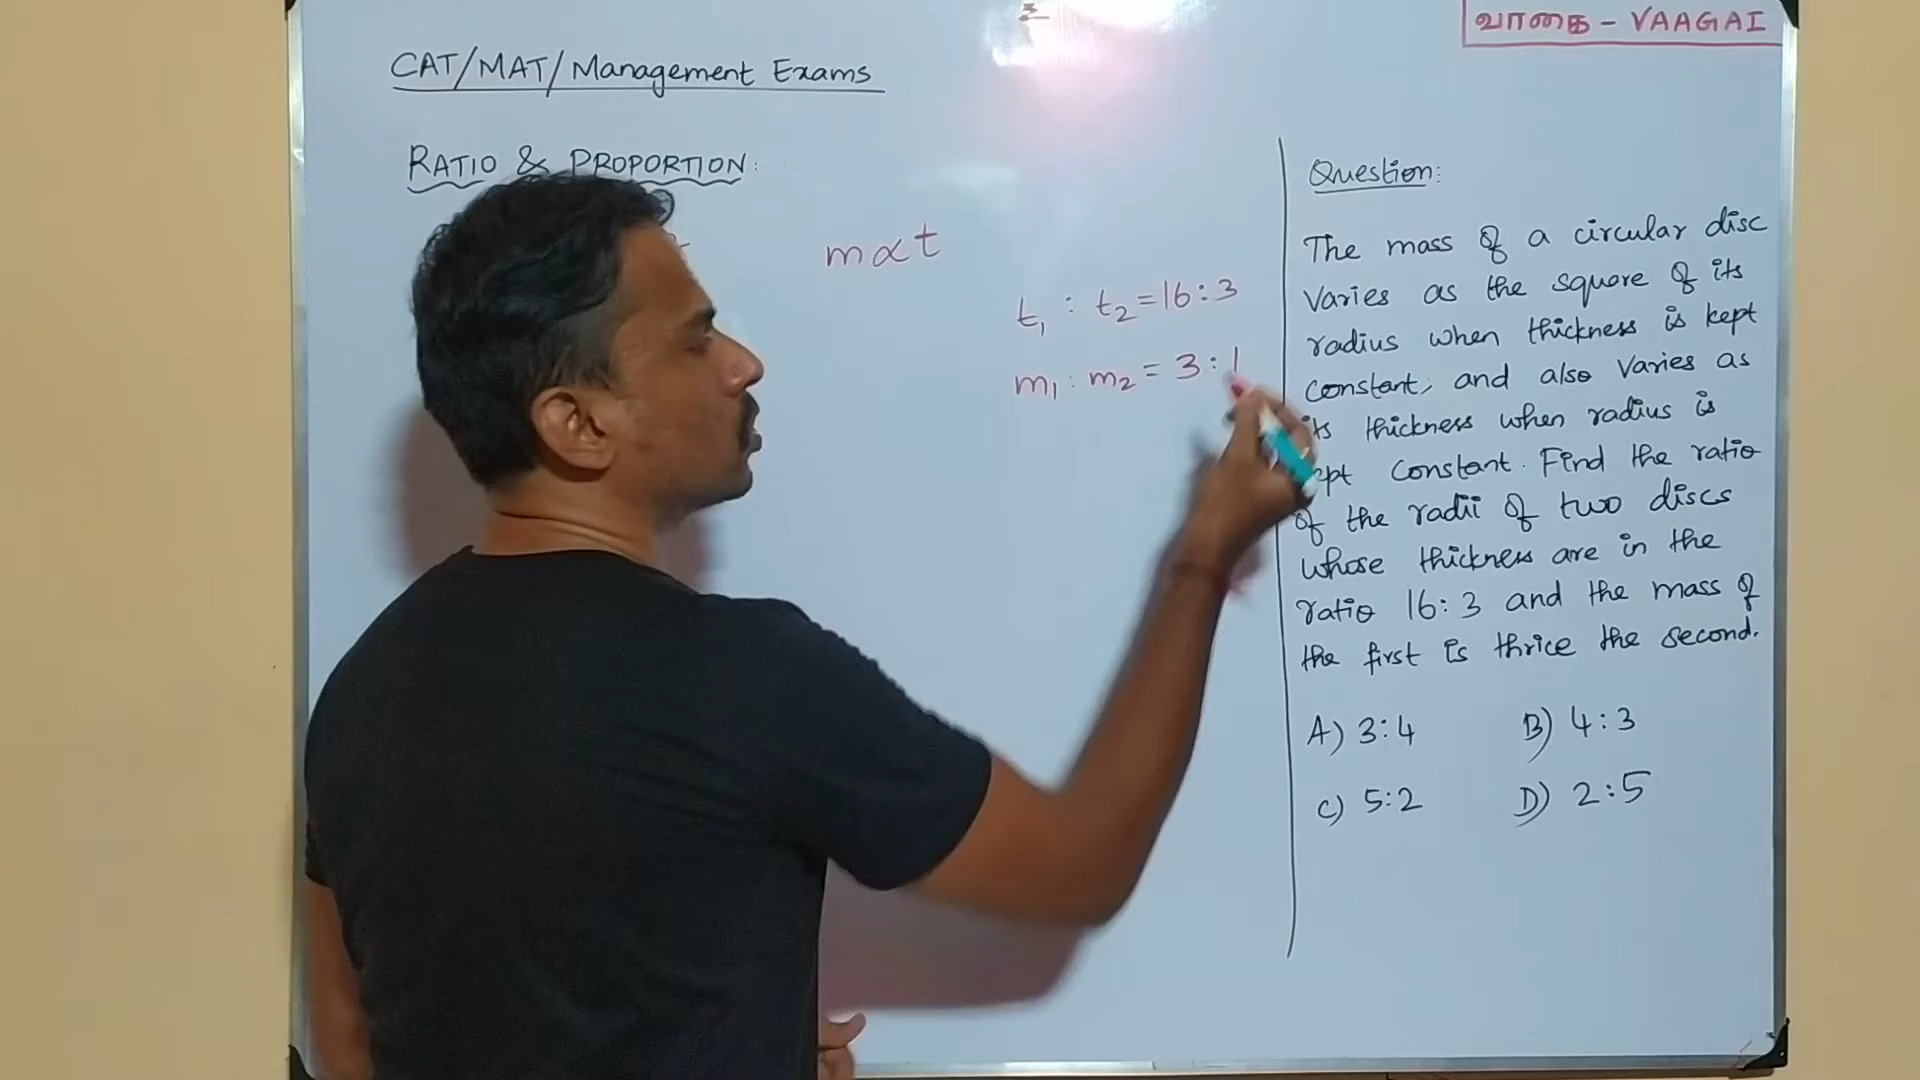 வாகை - VAAGAI
CAT/MAT/Management Exams
RATIO & PROPORTION:
m ∝ t
t₁ : t₂ = 16:3
m₁ : m₂ = 3:1
Question:
The mass of a circular disc
varies as the square of its
radius when thickness is kept
constant; and also varies as
thickness when radius is
constant. Find the ratio
of the radii of two discs
whose thickness are in the
ratio 16:3 and the mass of
the first is thrice the second.
A) 3:4 B) 4:3
C) 5:2 D) 2:5